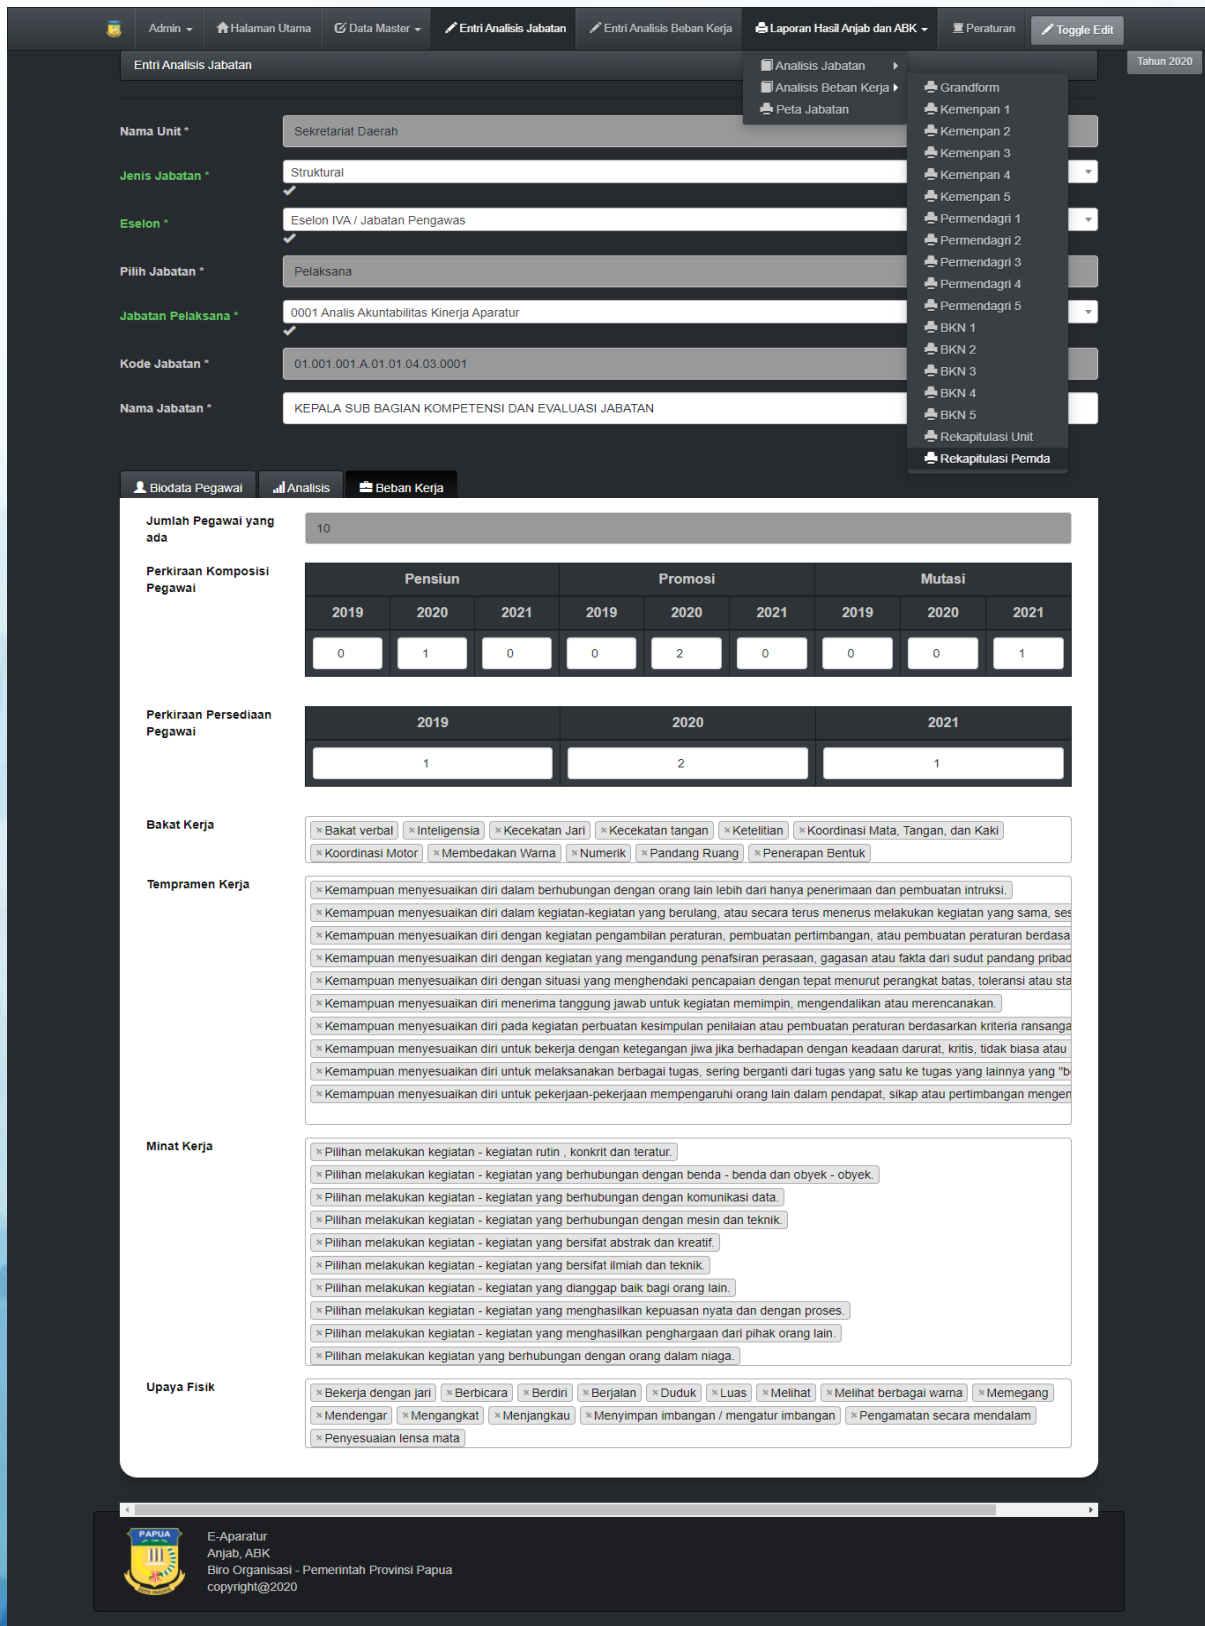 Admin
Halaman Utama
Data Master
Entri Analisis Jabatan
Entri Analisis Beban Kerja
Laporan Hasil Anjab dan ABK
Peraturan
Toggle Edit
Tahun 2020
Analisis Jabatan
Analisis Beban Kerja
Peta Jabatan
Grandform
Kemenpan 1
Kemenpan 2
Kemenpan 3
Kemenpan 4
Kemenpan 5
Permendagri 1
Permendagri 2
Permendagri 3
Permendagri 4
Permendagri 5
BKN 1
BKN 2
BKN 3
BKN 4
BKN 5
Rekapitulasi Unit
Rekapitulasi Pemda
Entri Analisis Jabatan
Nama Unit *
Sekretariat Daerah
Jenis Jabatan *
Struktural
Eselon *
Eselon IVA / Jabatan Pengawas
Pilih Jabatan *
Pelaksana
Jabatan Pelaksana *
0001 Analis Akuntabilitas Kinerja Aparatur
Kode Jabatan *
01.001.001.A.01.01.04.03.0001
Nama Jabatan *
KEPALA SUB BAGIAN KOMPETENSI DAN EVALUASI JABATAN
Biodata Pegawai
Analisis
Beban Kerja
Jumlah Pegawai yang
ada
10
Perkiraan Komposisi
Pegawai
Pensiun Promosi Mutasi
2019 2020 2021 2019 2020 2021 2019 2020 2021
0 1 0 0 2 0 0 0 1
Perkiraan Persediaan
Pegawai
2019 2020 2021
1 2 1
Bakat Kerja
× Bakat verbal × Inteligensia × Kecekatan Jari × Kecekatan tangan × Ketelitian × Koordinasi Mata, Tangan, dan Kaki
× Koordinasi Motor × Membedakan Warna × Numerik × Pandang Ruang × Penerapan Bentuk
Tempramen Kerja
× Kemampuan menyesuaikan diri dalam berhubungan dengan orang lain lebih dari hanya penerimaan dan pembuatan intruksi.
× Kemampuan menyesuaikan diri dalam kegiatan-kegiatan yang berulang, atau secara terus menerus melakukan kegiatan yang sama, ses
× Kemampuan menyesuaikan diri dengan kegiatan pengambilan peraturan, pembuatan pertimbangan, atau pembuatan peraturan berdasa
× Kemampuan menyesuaikan diri dengan kegiatan yang mengandung penafsiran perasaan, gagasan atau fakta dari sudut pandang pribad
× Kemampuan menyesuaikan diri dengan situasi yang menghendaki pencapaian dengan tepat menurut perangkat batas, toleransi atau sta
× Kemampuan menyesuaikan diri menerima tanggung jawab untuk kegiatan memimpin, mengendalikan atau merencanakan.
× Kemampuan menyesuaikan diri pada kegiatan perbuatan kesimpulan penilaian atau pembuatan peraturan berdasarkan kriteria ransanga
× Kemampuan menyesuaikan diri untuk bekerja dengan ketegangan jiwa jika berhadapan dengan keadaan darurat, kritis, tidak biasa atau
× Kemampuan menyesuaikan diri untuk melaksanakan berbagai tugas, sering berganti dari tugas yang satu ke tugas yang lainnya yang "b
× Kemampuan menyesuaikan diri untuk pekerjaan-pekerjaan mempengaruhi orang lain dalam pendapat, sikap atau pertimbangan mengen
Minat Kerja
× Pilihan melakukan kegiatan - kegiatan rutin , konkrit dan teratur.
× Pilihan melakukan kegiatan - kegiatan yang berhubungan dengan benda - benda dan obyek - obyek.
× Pilihan melakukan kegiatan - kegiatan yang berhubungan dengan komunikasi data.
× Pilihan melakukan kegiatan - kegiatan yang berhubungan dengan mesin dan teknik.
× Pilihan melakukan kegiatan - kegiatan yang bersifat abstrak dan kreatif.
× Pilihan melakukan kegiatan - kegiatan yang bersifat ilmiah dan teknik.
× Pilihan melakukan kegiatan - kegiatan yang dianggap baik bagi orang lain.
× Pilihan melakukan kegiatan - kegiatan yang menghasilkan kepuasan nyata dan dengan proses.
× Pilihan melakukan kegiatan - kegiatan yang menghasilkan penghargaan dari pihak orang lain.
× Pilihan melakukan kegiatan yang berhubungan dengan orang dalam niaga.
Upaya Fisik
× Bekerja dengan jari × Berbicara × Berdiri × Berjalan × Duduk × Luas × Melihat × Melihat berbagai warna × Memegang
× Mendengar × Mengangkat × Menjangkau × Menyimpan imbangan / mengatur imbangan × Pengamatan secara mendalam
× Penyesuaian lensa mata
PAPUA
E-Aparatur
Anjab, ABK
Biro Organisasi - Pemerintah Provinsi Papua
copyright@2020